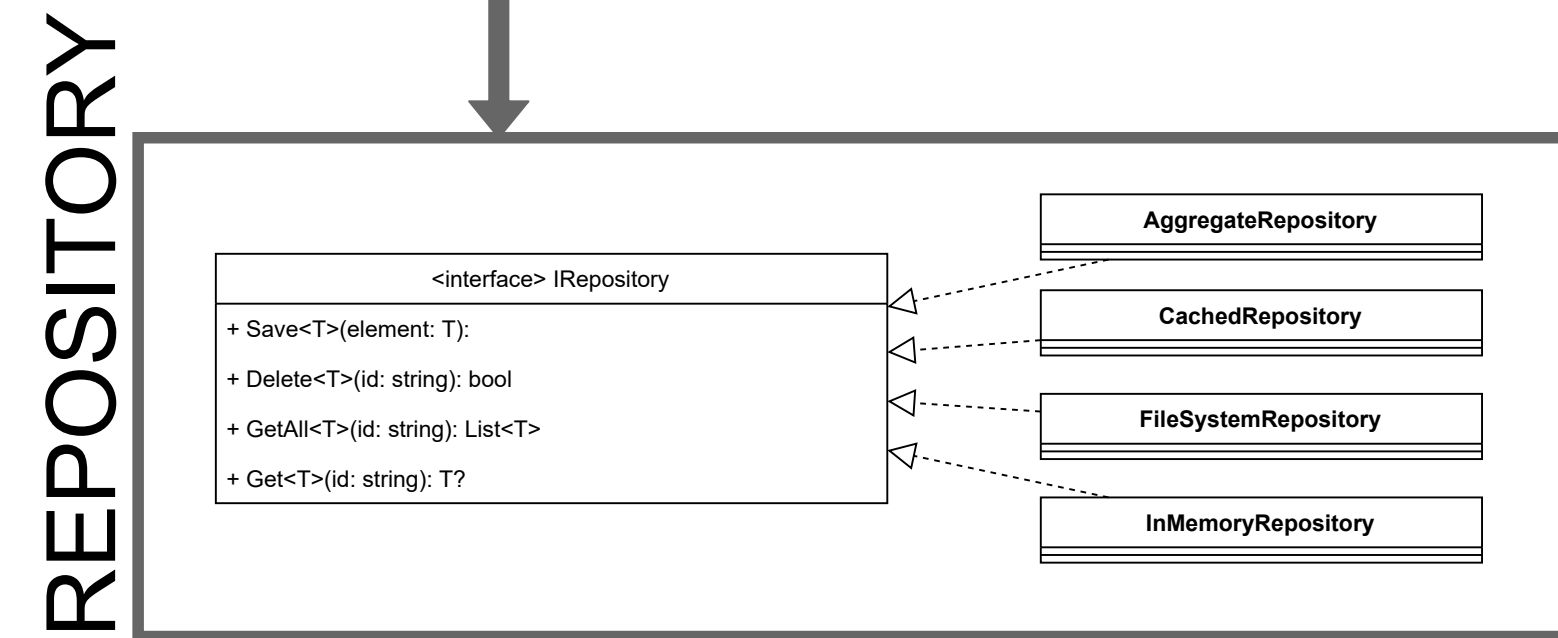 REPOSITORY
<interface> IRepository
+ Save<T>(element: T):
+ Delete<T>(id: string): bool
+ GetAll<T>(id: string): List<T>
+ Get<T>(id: string): T?
AggregateRepository
CachedRepository
FileSystemRepository
InMemoryRepository